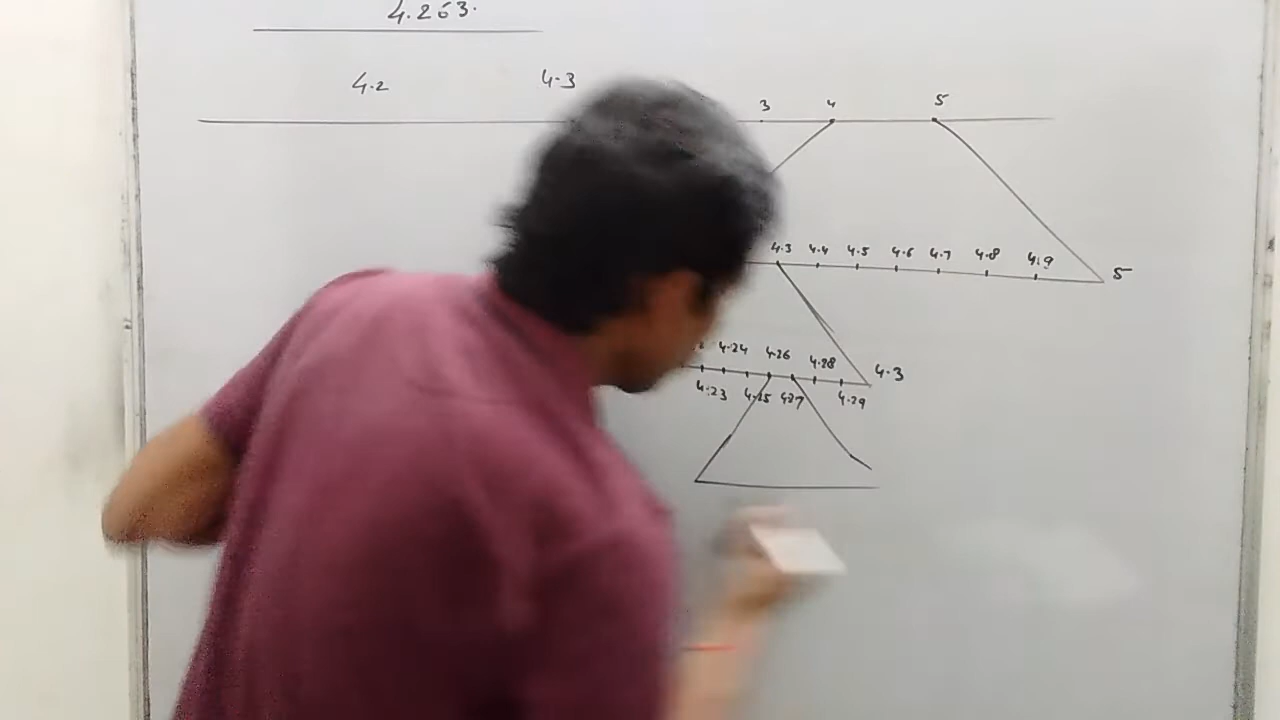 4.263.
4.2 4.3
3 4 5
4.3 4.4 4.5 4.6 4.7 4.8 4.9 5
4.24 4.26 4.28 4.3
4.23 4.25 4.27 4.29